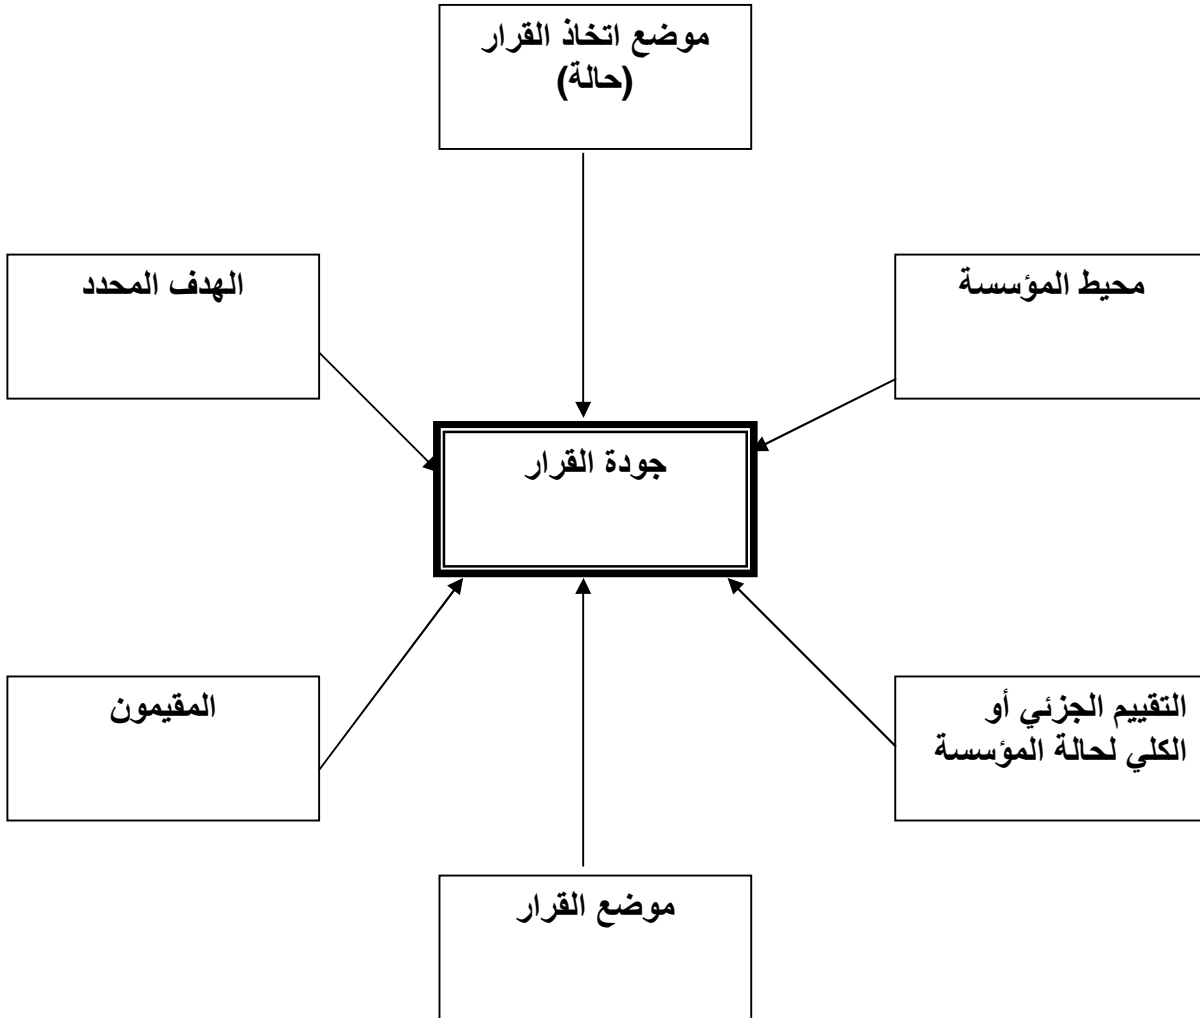 موضع اتخاذ القرار
(حالة)
محيط المؤسسة
الهدف المحدد
جودة القرار
التقييم الجزئي أو
الكلي لحالة المؤسسة
المقيمون
موضع القرار